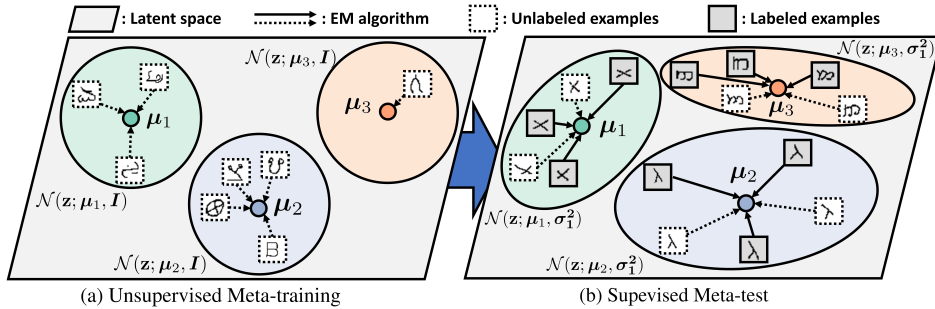 : Latent space : EM algorithm : Unlabeled examples : Labeled examples
𝒩(z; μ₃, I)
μ₁
μ₃
𝒩(z; μ₁, I)
μ₂
𝒩(z; μ₂, I)
(a) Unsupervised Meta-training
𝒩(z; μ₃, σ₁²)
μ₃
μ₁
μ₂
𝒩(z; μ₁, σ₁²)
𝒩(z; μ₂, σ₁²)
(b) Supevised Meta-test